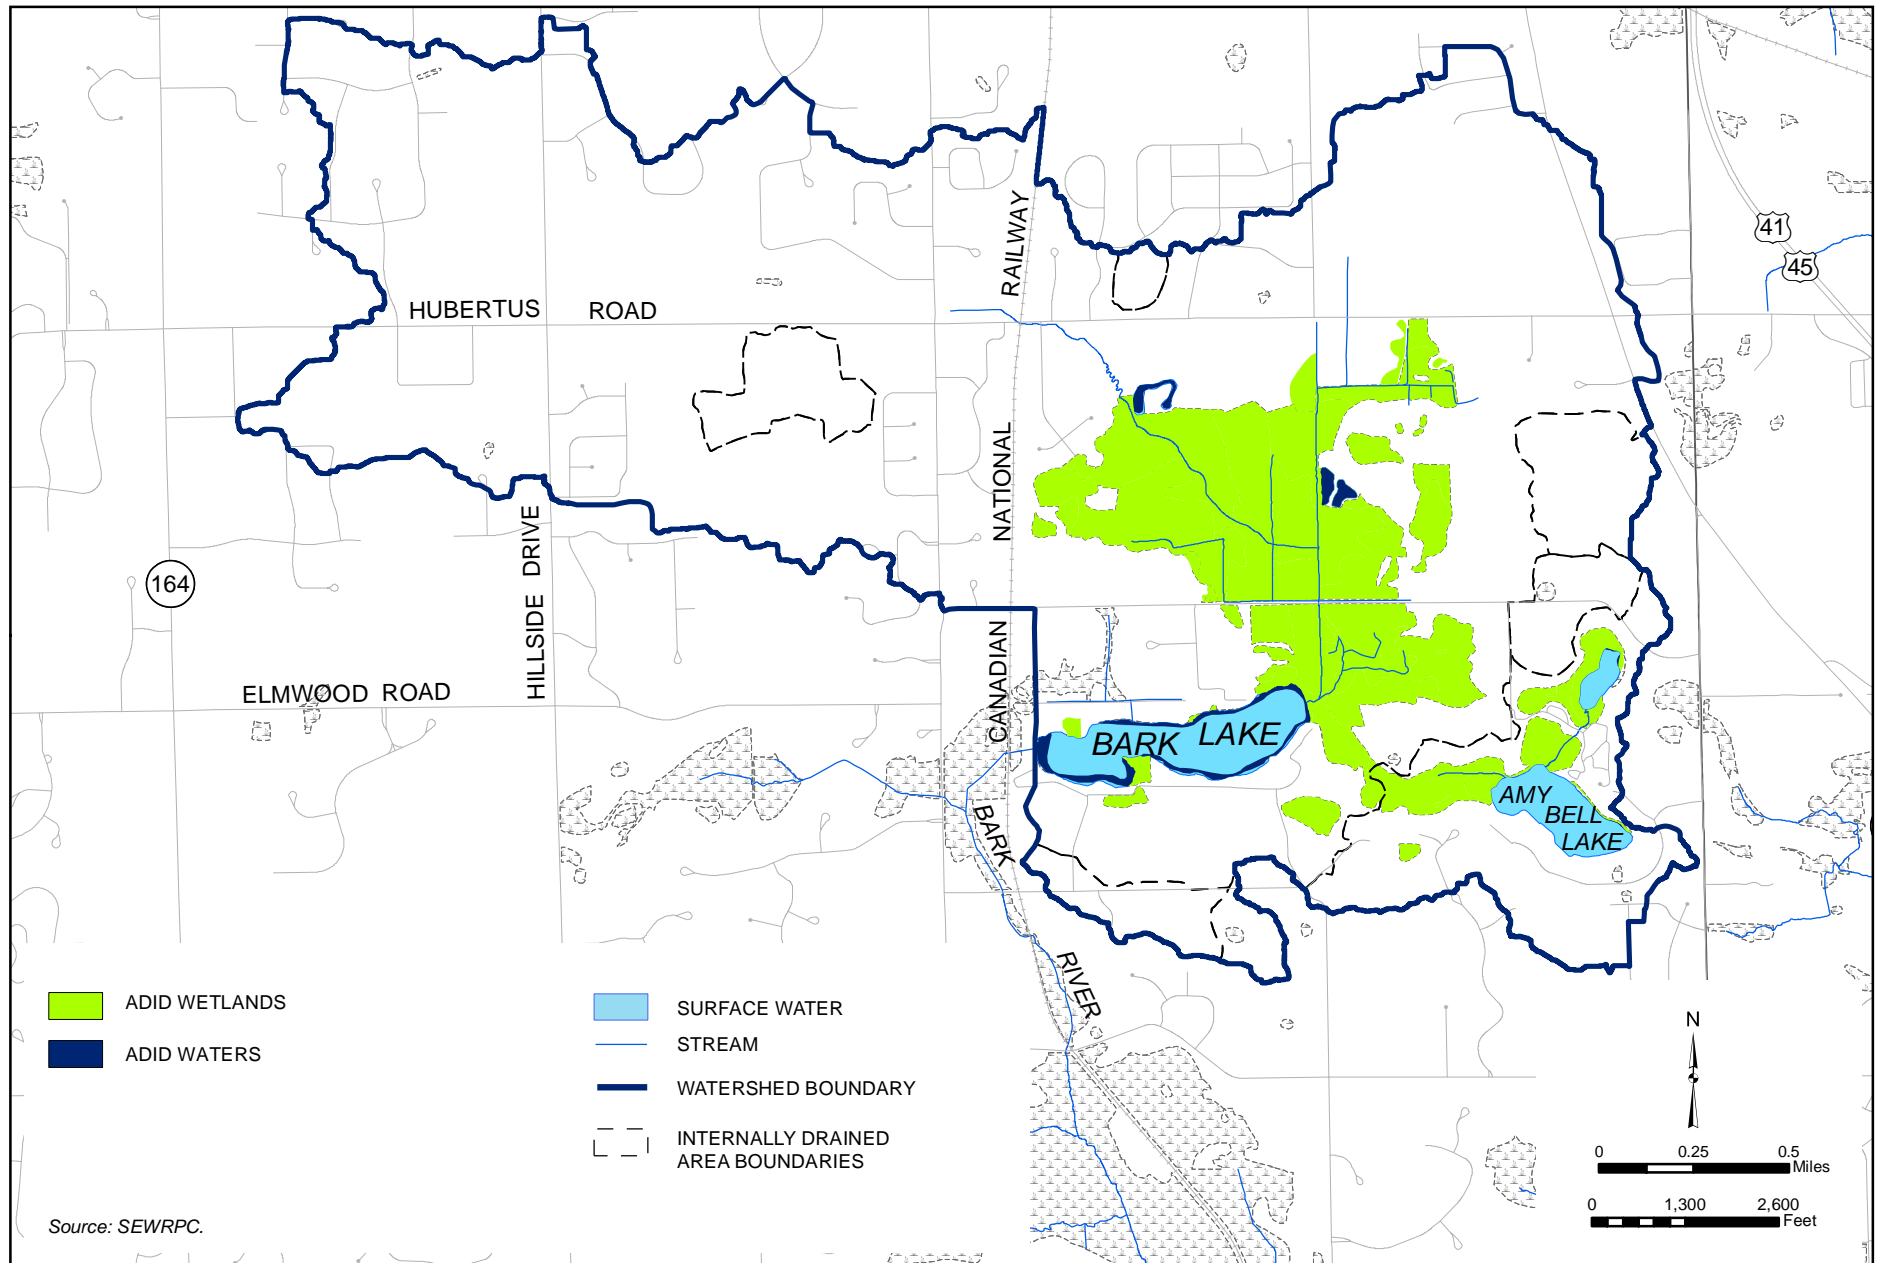 41
45
HUBERTUS ROAD
RAILWAY
NATIONAL
CANADIAN
HILLSIDE DRIVE
164
ELMWOOD ROAD
BARK LAKE
AMY
BELL
LAKE
BARK
RIVER
ADID WETLANDS
ADID WATERS
SURFACE WATER
STREAM
WATERSHED BOUNDARY
INTERNALLY DRAINED
AREA BOUNDARIES
Source: SEWRPC.
N
0 0.25 0.5
Miles
0 1,300 2,600
Feet